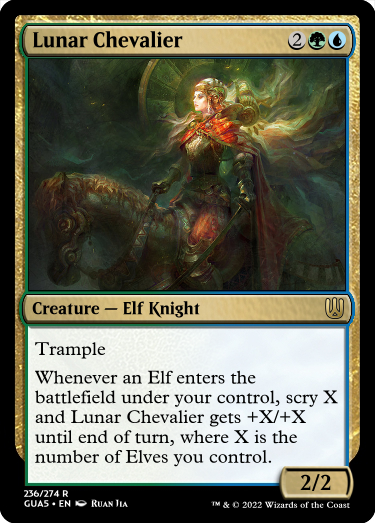 Lunar Chevalier 2
Creature — Elf Knight
Trample
Whenever an Elf enters the
battlefield under your control, scry X
and Lunar Chevalier gets +X/+X
until end of turn, where X is the
number of Elves you control.
2/2
236/274 R
GUA5 • EN Ruan Jia
™ & © 2022 Wizards of the Coast